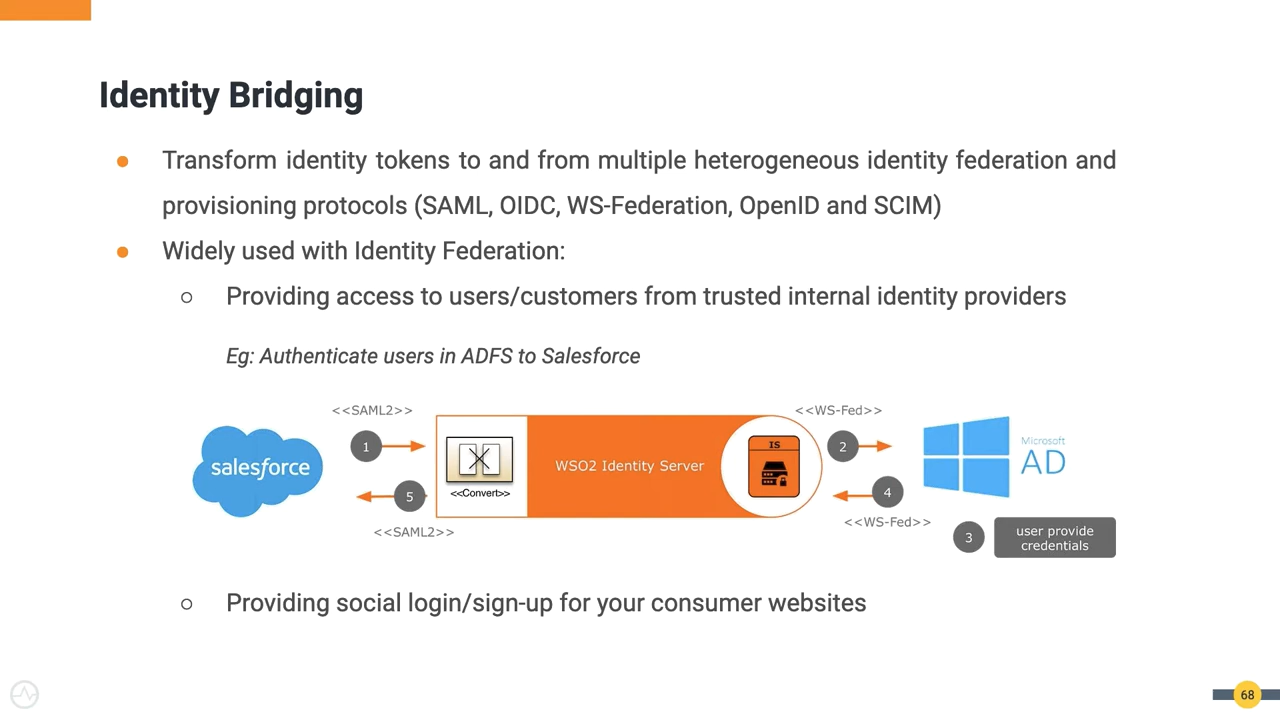 Identity Bridging
● Transform identity tokens to and from multiple heterogeneous identity federation and
provisioning protocols (SAML, OIDC, WS-Federation, OpenID and SCIM)
● Widely used with Identity Federation:
○ Providing access to users/customers from trusted internal identity providers
Eg: Authenticate users in ADFS to Salesforce
<<SAML2>>
<<WS-Fed>>
1
2
salesforce
<<Convert>>
WSO2 Identity Server
IS
Microsoft
AD
5
4
<<SAML2>>
<<WS-Fed>>
3
user provide
credentials
○ Providing social login/sign-up for your consumer websites
68